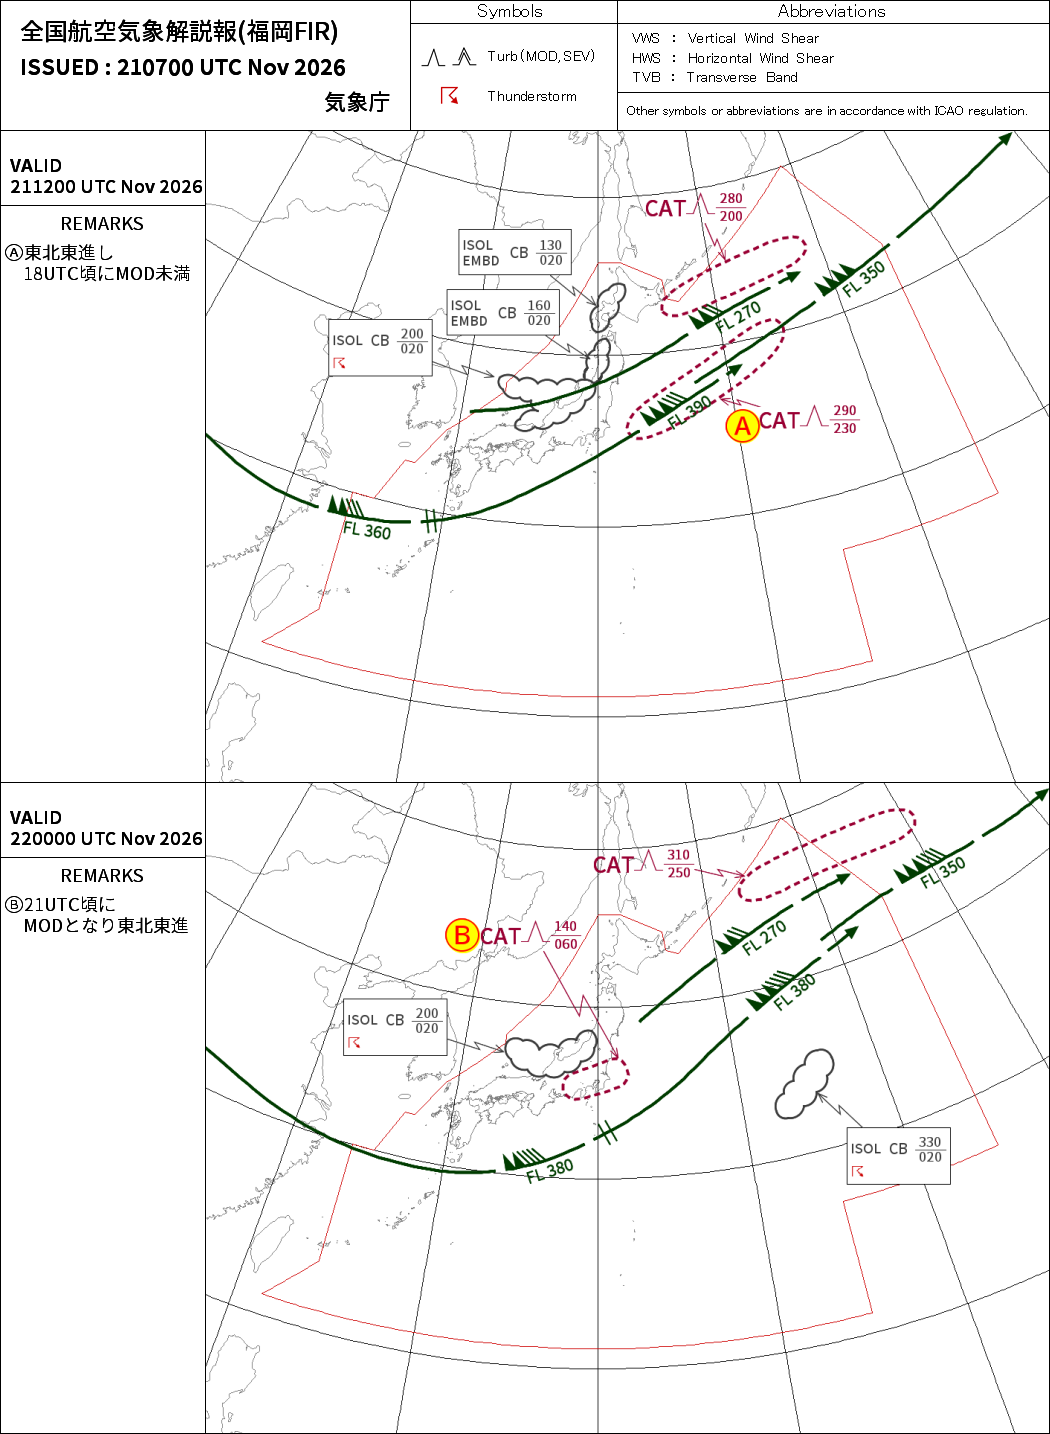 全国航空気象解説報(福岡FIR)
ISSUED : 210700 UTC Nov 2026
気象庁
Symbols
Turb(MOD,SEV)
Thunderstorm
Abbreviations
VWS : Vertical Wind Shear
HWS : Horizontal Wind Shear
TVB : Transverse Band
Other symbols or abbreviations are in accordance with ICAO regulation.
VALID
211200 UTC Nov 2026
REMARKS
Ⓐ東北東進し
18UTC頃にMOD未満
CAT 280
200
ISOL
EMBD CB 130
020
ISOL
EMBD CB 160
020
ISOL CB 200
020
FL 350
FL 270
FL 390
A CAT 290
230
FL 360
VALID
220000 UTC Nov 2026
REMARKS
Ⓑ21UTC頃に
MODとなり東北東進
CAT 310
250
FL 350
B CAT 140
060
FL 270
FL 380
ISOL CB 200
020
ISOL CB 330
020
FL 380